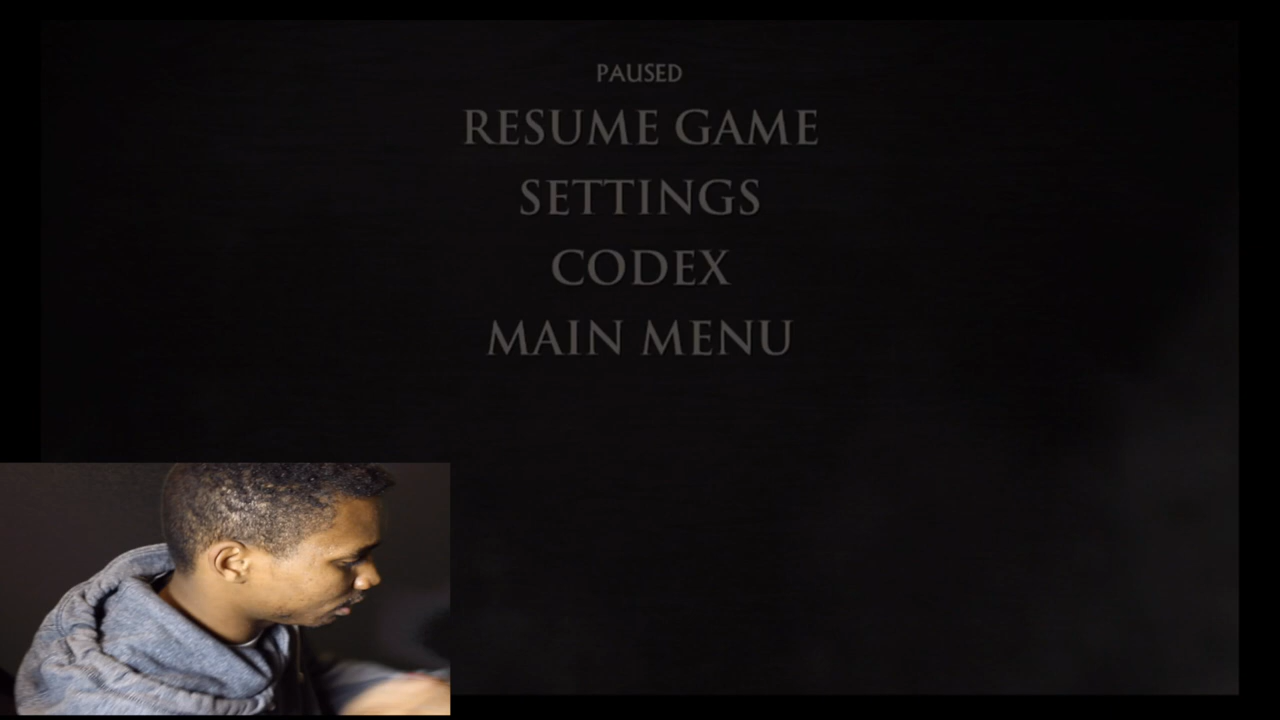 PAUSED
RESUME GAME
SETTINGS
CODEX
MAIN MENU